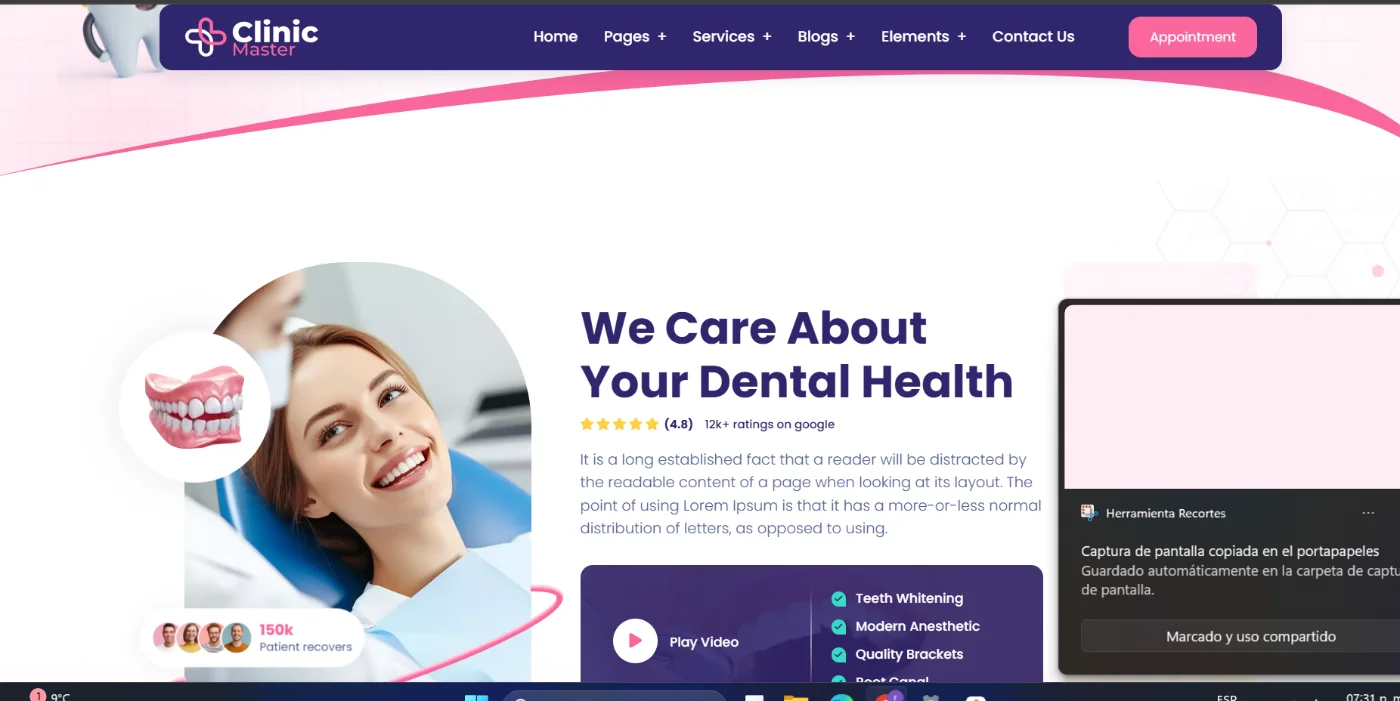 Clinic
Master
Home
Pages +
Services +
Blogs +
Elements +
Contact Us
Appointment
We Care About
Your Dental Health
(4.8) 12k+ ratings on google
It is a long established fact that a reader will be distracted by
the readable content of a page when looking at its layout. The
point of using Lorem Ipsum is that it has a more-or-less normal
distribution of letters, as opposed to using.
150k
Patient recovers
Play Video
Teeth Whitening
Modern Anesthetic
Quality Brackets
Root Canal
Herramienta Recortes
Captura de pantalla copiada en el portapapeles
Guardado automáticamente en la carpeta de captu
de pantalla.
Marcado y uso compartido
1
9°C
ESP
07:31 p. m